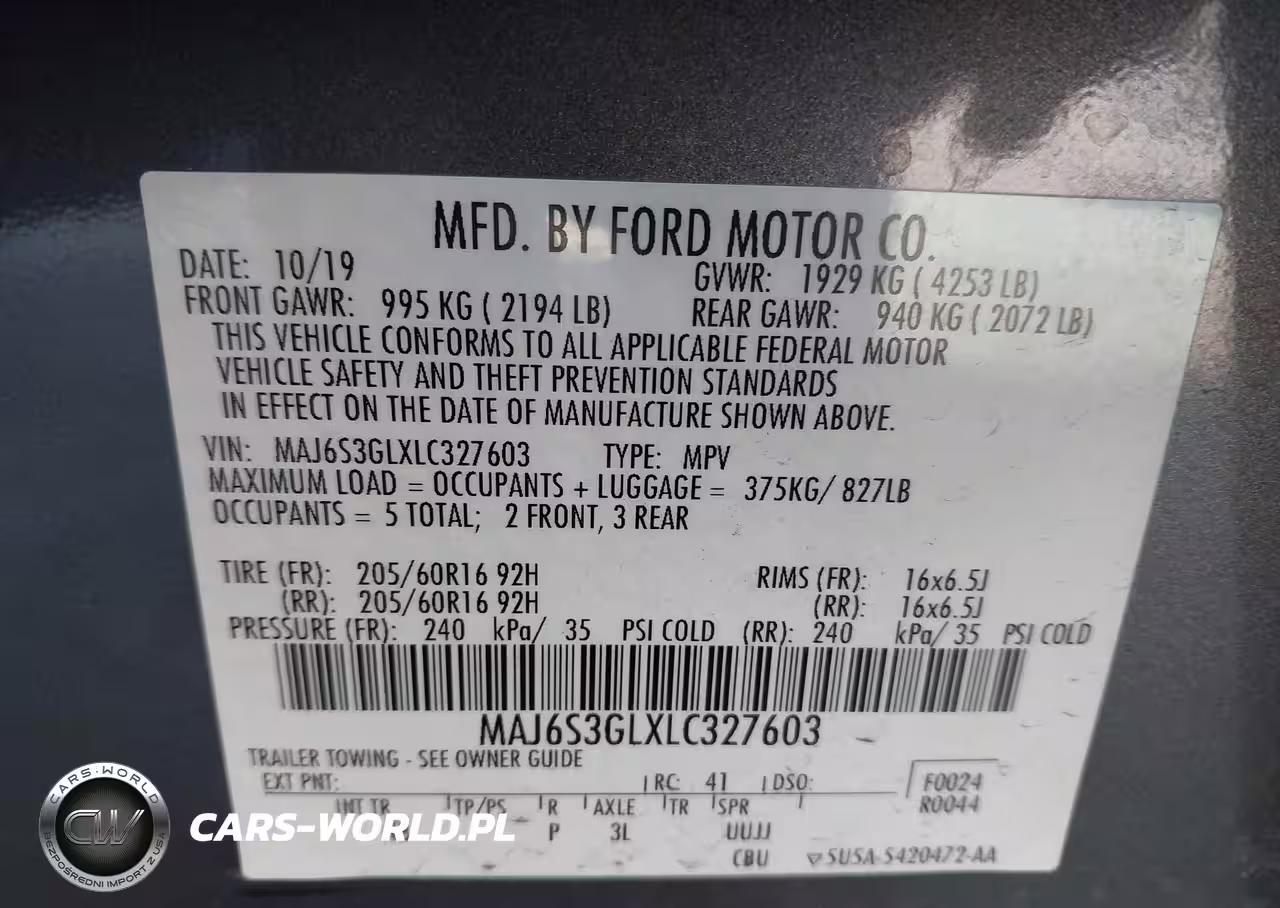 MFD. BY FORD MOTOR CO.
DATE: 10/19 GVWR: 1929 KG ( 4253 LB)
FRONT GAWR: 995 KG ( 2194 LB) REAR GAWR: 940 KG ( 2072 LB)
THIS VEHICLE CONFORMS TO ALL APPLICABLE FEDERAL MOTOR
VEHICLE SAFETY AND THEFT PREVENTION STANDARDS
IN EFFECT ON THE DATE OF MANUFACTURE SHOWN ABOVE.
VIN: MAJ6S3GLXLC327603 TYPE: MPV
MAXIMUM LOAD = OCCUPANTS + LUGGAGE = 375KG/ 827LB
OCCUPANTS = 5 TOTAL; 2 FRONT, 3 REAR
TIRE (FR): 205/60R16 92H RIMS (FR): 16x6.5J
(RR): 205/60R16 92H (RR): 16x6.5J
PRESSURE (FR): 240 kPa/ 35 PSI COLD (RR): 240 kPa/ 35 PSI COLD
MAJ6S3GLXLC327603
TRAILER TOWING - SEE OWNER GUIDE
EXT PNT: RC: 41 DSO: F0024
INT TR TP/PS R AXLE TR SPR R0044
P 3L UUJJ
CBU 5U5A-5420472-AA
CARS-WORLD
CW
BEZPOŚREDNI IMPORT Z USA
CARS-WORLD.PL